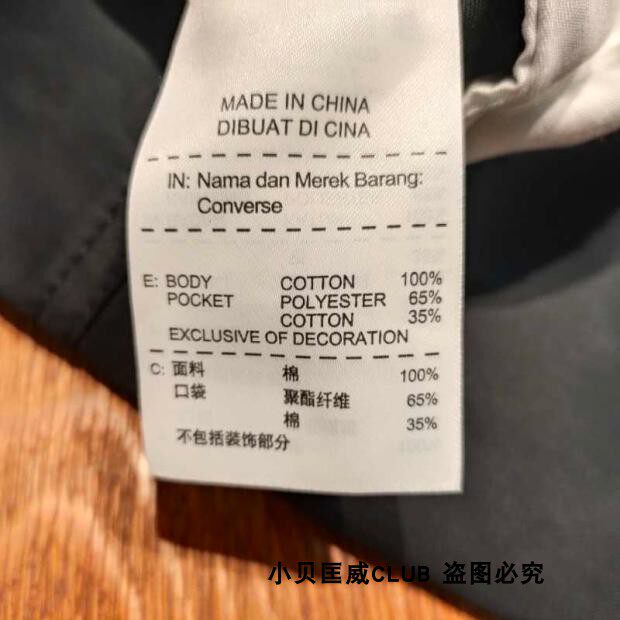 MADE IN CHINA
DIBUAT DI CINA
IN: Nama dan Merek Barang:
Converse
E: BODY COTTON 100%
POCKET POLYESTER 65%
COTTON 35%
EXCLUSIVE OF DECORATION
C: 面料 棉 100%
口袋 聚酯纤维 65%
棉 35%
不包括装饰部分
小贝匡威CLUB 盗图必究